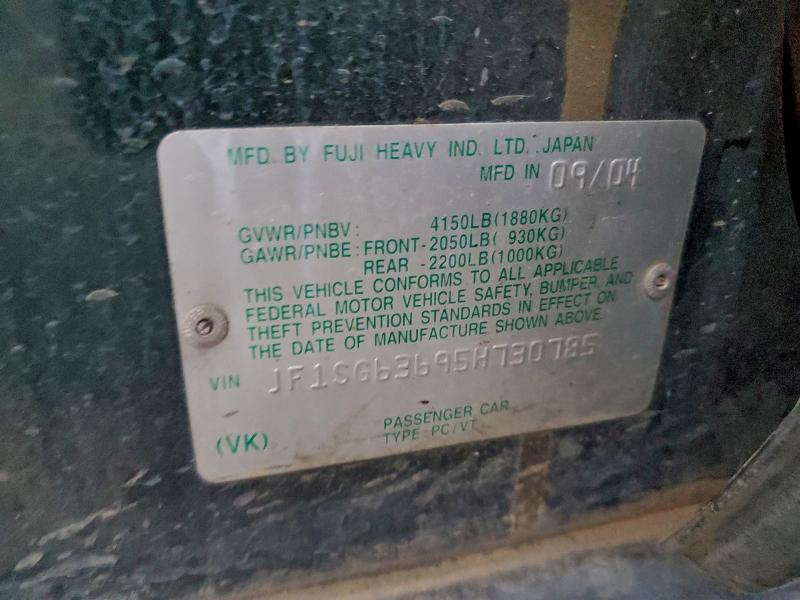 MFD. BY FUJI HEAVY IND. LTD. JAPAN
MFD IN 09/04
GVWR/PNBV: 4150LB(1880KG)
GAWR/PNBE: FRONT-2050LB( 930KG)
REAR -2200LB(1000KG)
THIS VEHICLE CONFORMS TO ALL APPLICABLE
FEDERAL MOTOR VEHICLE SAFETY, BUMPER, AND
THEFT PREVENTION STANDARDS IN EFFECT ON
THE DATE OF MANUFACTURE SHOWN ABOVE.
VIN JF1SG63695H730785
PASSENGER CAR
(VK) TYPE PC/VT